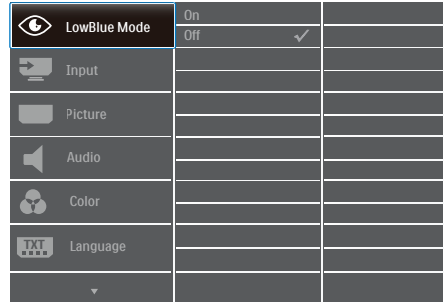 LowBlue Mode
On
Off
Input
Picture
Audio
Color
TXT
Language